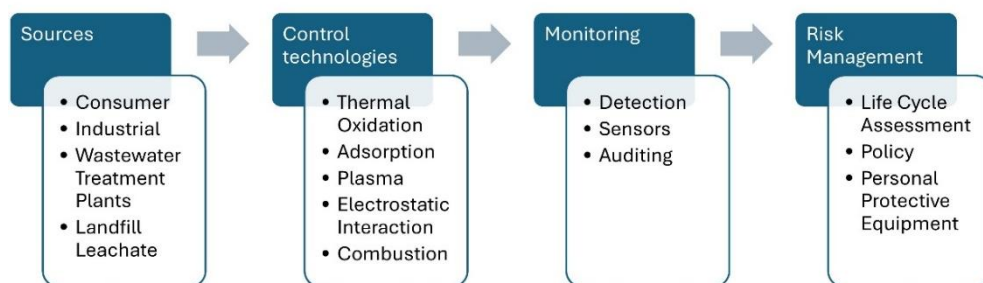 Sources
• Consumer
• Industrial
• Wastewater
Treatment
Plants
• Landfill
Leachate
Control
technologies
• Thermal
Oxidation
• Adsorption
• Plasma
• Electrostatic
Interaction
• Combustion
Monitoring
• Detection
• Sensors
• Auditing
Risk
Management
• Life Cycle
Assessment
• Policy
• Personal
Protective
Equipment